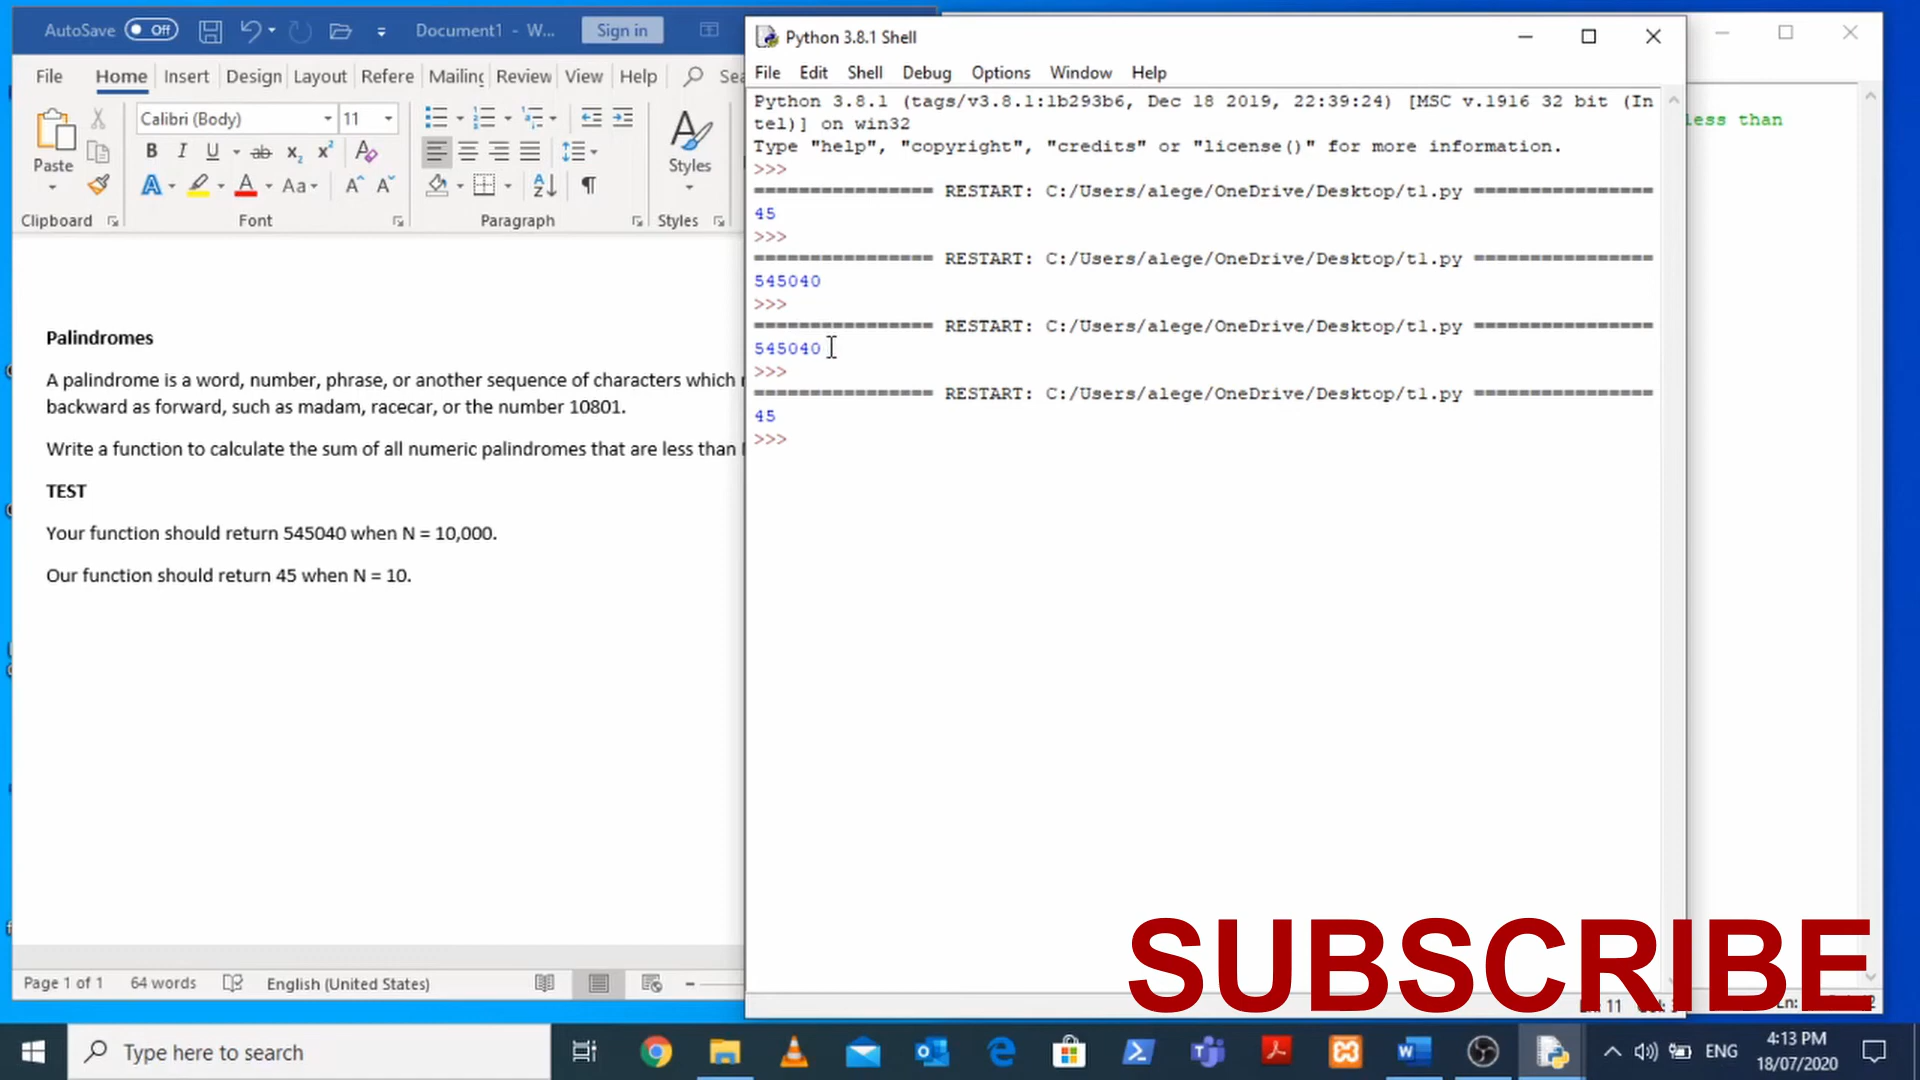 AutoSave Off Document1 - W... Sign in
File Home Insert Design Layout Refere Mailing Review View Help Sea
Calibri (Body) 11
Paste
Styles
Clipboard Font Paragraph Styles
Palindromes
A palindrome is a word, number, phrase, or another sequence of characters which
backward as forward, such as madam, racecar, or the number 10801.
Write a function to calculate the sum of all numeric palindromes that are less than
TEST
Your function should return 545040 when N = 10,000.
Our function should return 45 when N = 10.
Page 1 of 1 64 words English (United States)
Python 3.8.1 Shell
File Edit Shell Debug Options Window Help
Python 3.8.1 (tags/v3.8.1:1b293b6, Dec 18 2019, 22:39:24) [MSC v.1916 32 bit (In
tel)] on win32
Type "help", "copyright", "credits" or "license()" for more information.
>>>
================ RESTART: C:/Users/alege/OneDrive/Desktop/t1.py ================
45
>>>
================ RESTART: C:/Users/alege/OneDrive/Desktop/t1.py ================
545040
>>>
================ RESTART: C:/Users/alege/OneDrive/Desktop/t1.py ================
545040
>>>
================ RESTART: C:/Users/alege/OneDrive/Desktop/t1.py ================
45
>>>
less than
SUBSCRIBE
Type here to search
ENG
4:13 PM
18/07/2020